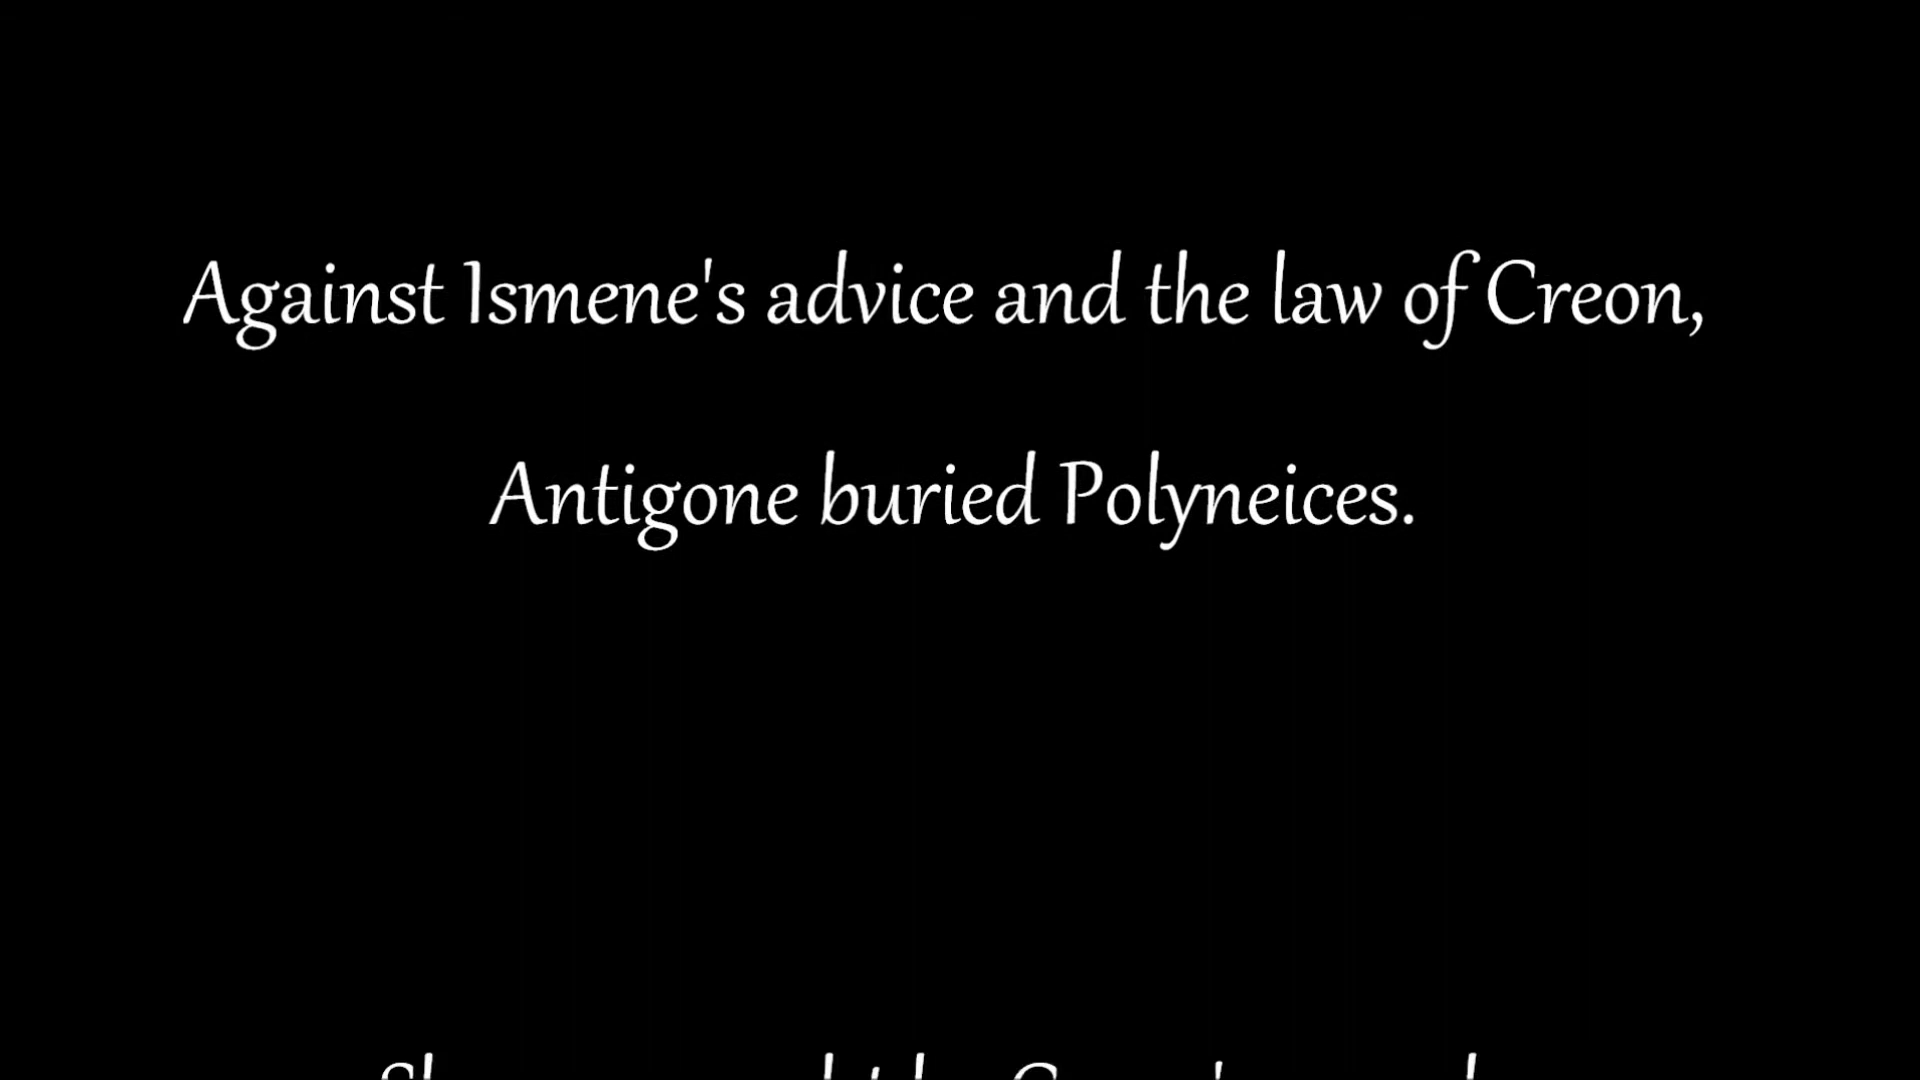 Against Ismene's advice and the law of Creon,
Antigone buried Polyneices.